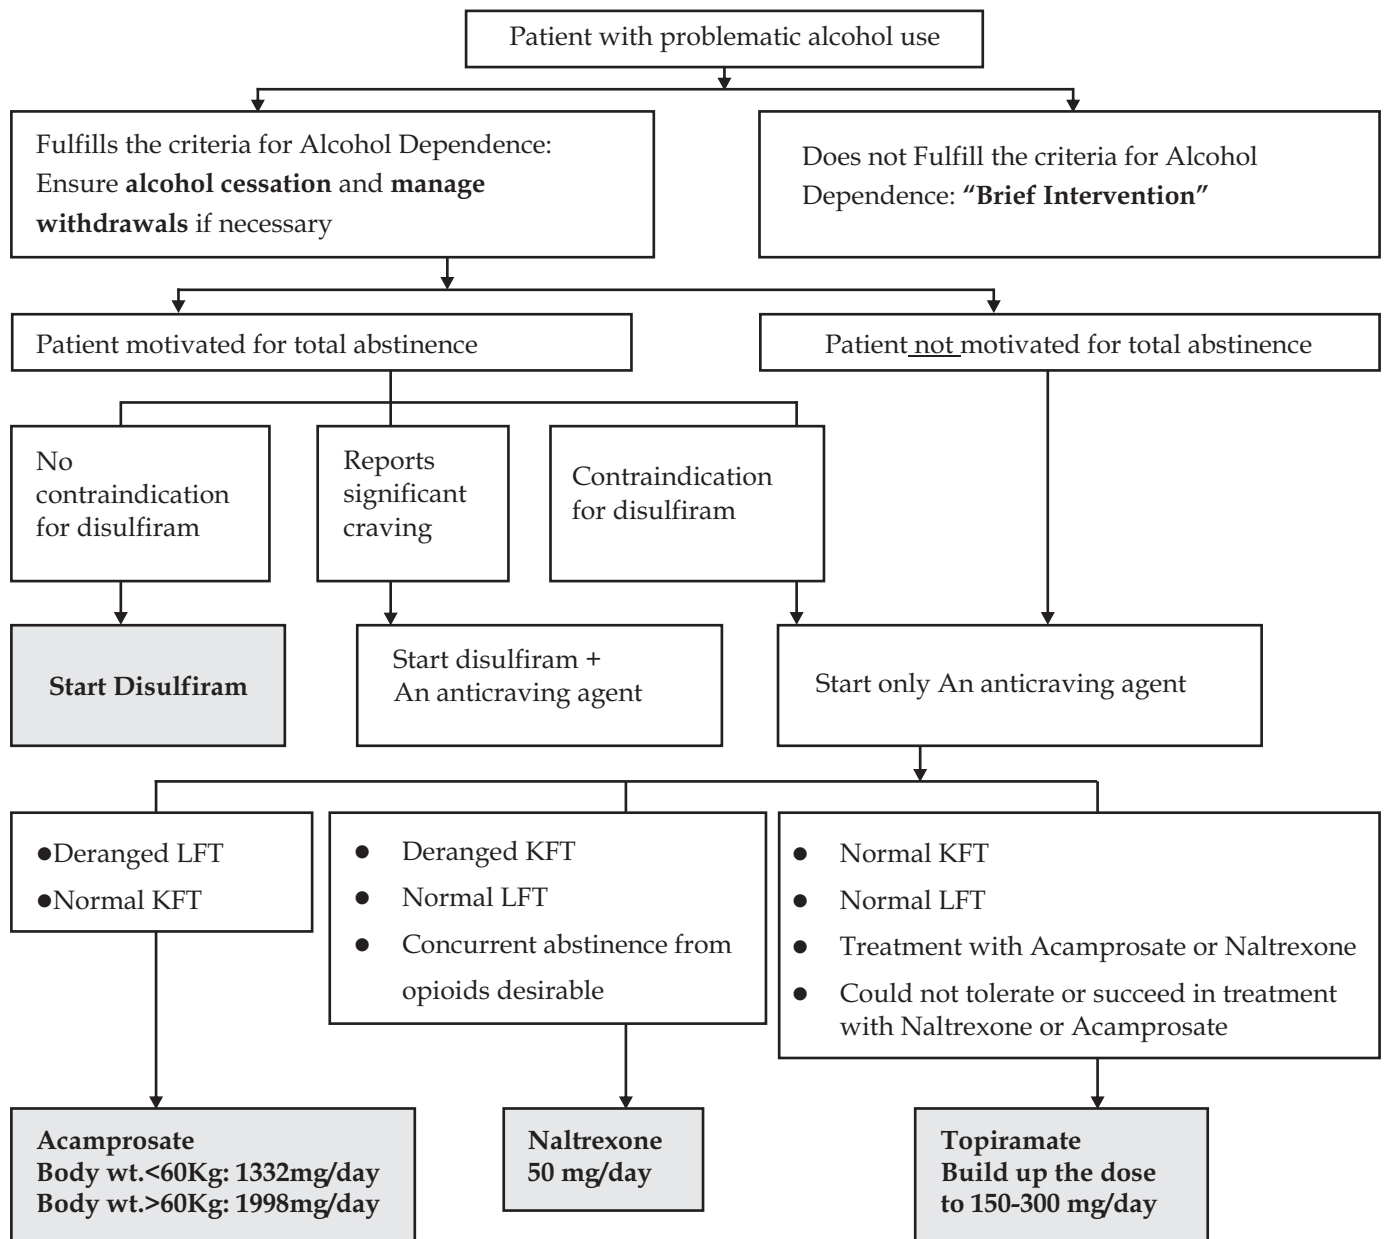 Patient with problematic alcohol use
Fulfills the criteria for Alcohol Dependence:
Ensure alcohol cessation and manage
withdrawals if necessary
Does not Fulfill the criteria for Alcohol
Dependence: “Brief Intervention”
Patient motivated for total abstinence
Patient not motivated for total abstinence
No
contraindication
for disulfiram
Reports
significant
craving
Contraindication
for disulfiram
Start Disulfiram
Start disulfiram +
An anticraving agent
Start only An anticraving agent
●Deranged LFT
●Normal KFT
● Deranged KFT
● Normal LFT
● Concurrent abstinence from
opioids desirable
● Normal KFT
● Normal LFT
● Treatment with Acamprosate or Naltrexone
● Could not tolerate or succeed in treatment
with Naltrexone or Acamprosate
Acamprosate
Body wt.<60Kg: 1332mg/day
Body wt.>60Kg: 1998mg/day
Naltrexone
50 mg/day
Topiramate
Build up the dose
to 150-300 mg/day